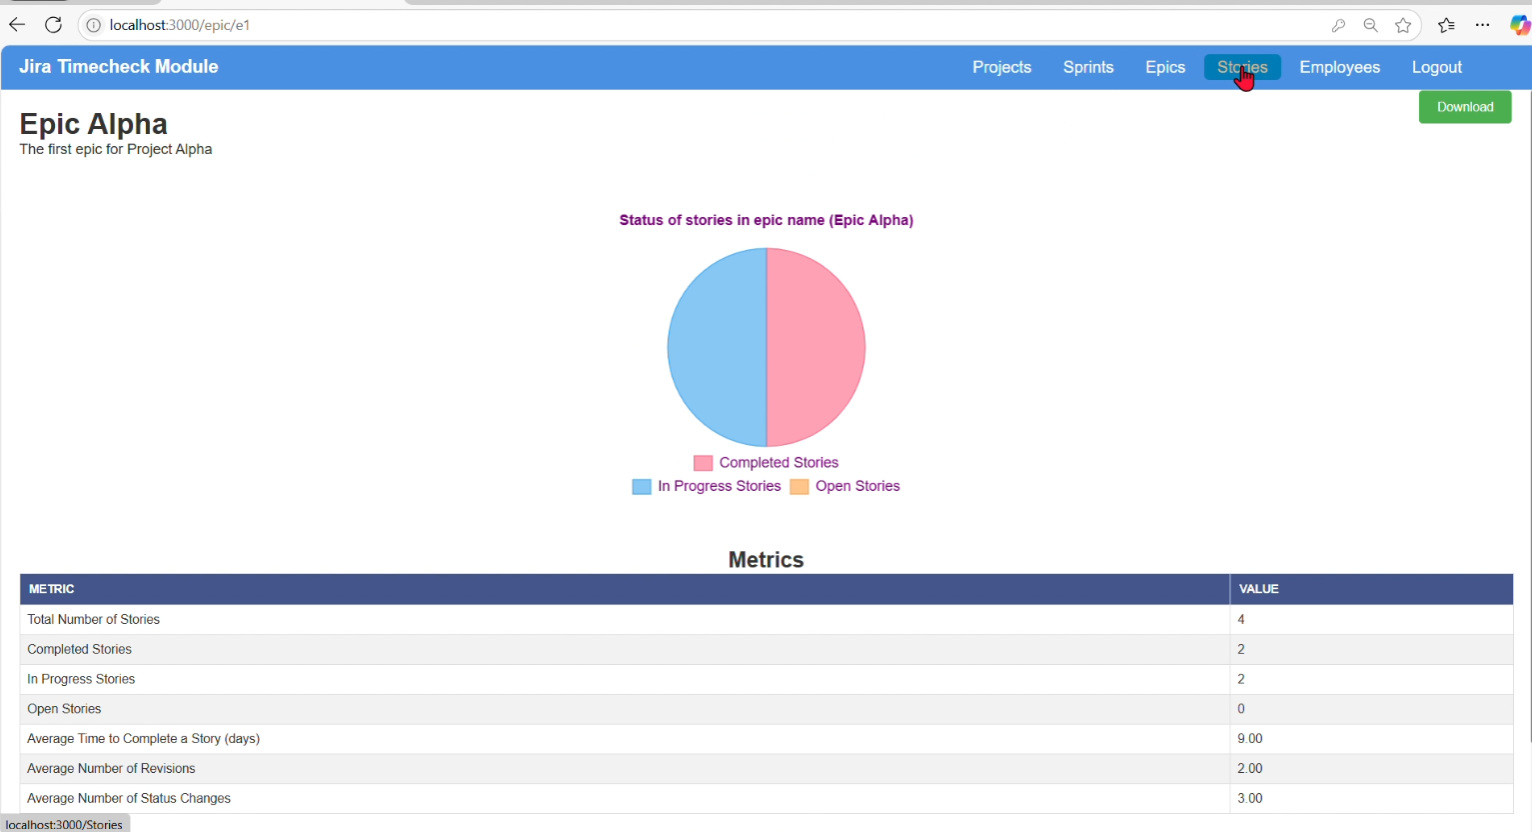 localhost:3000/epic/e1
Jira Timecheck Module
Projects Sprints Epics Stories Employees Logout
Download
Epic Alpha
The first epic for Project Alpha
Status of stories in epic name (Epic Alpha)
Completed Stories
In Progress Stories Open Stories
Metrics
METRIC VALUE
Total Number of Stories 4
Completed Stories 2
In Progress Stories 2
Open Stories 0
Average Time to Complete a Story (days) 9.00
Average Number of Revisions 2.00
Average Number of Status Changes 3.00
localhost:3000/Stories